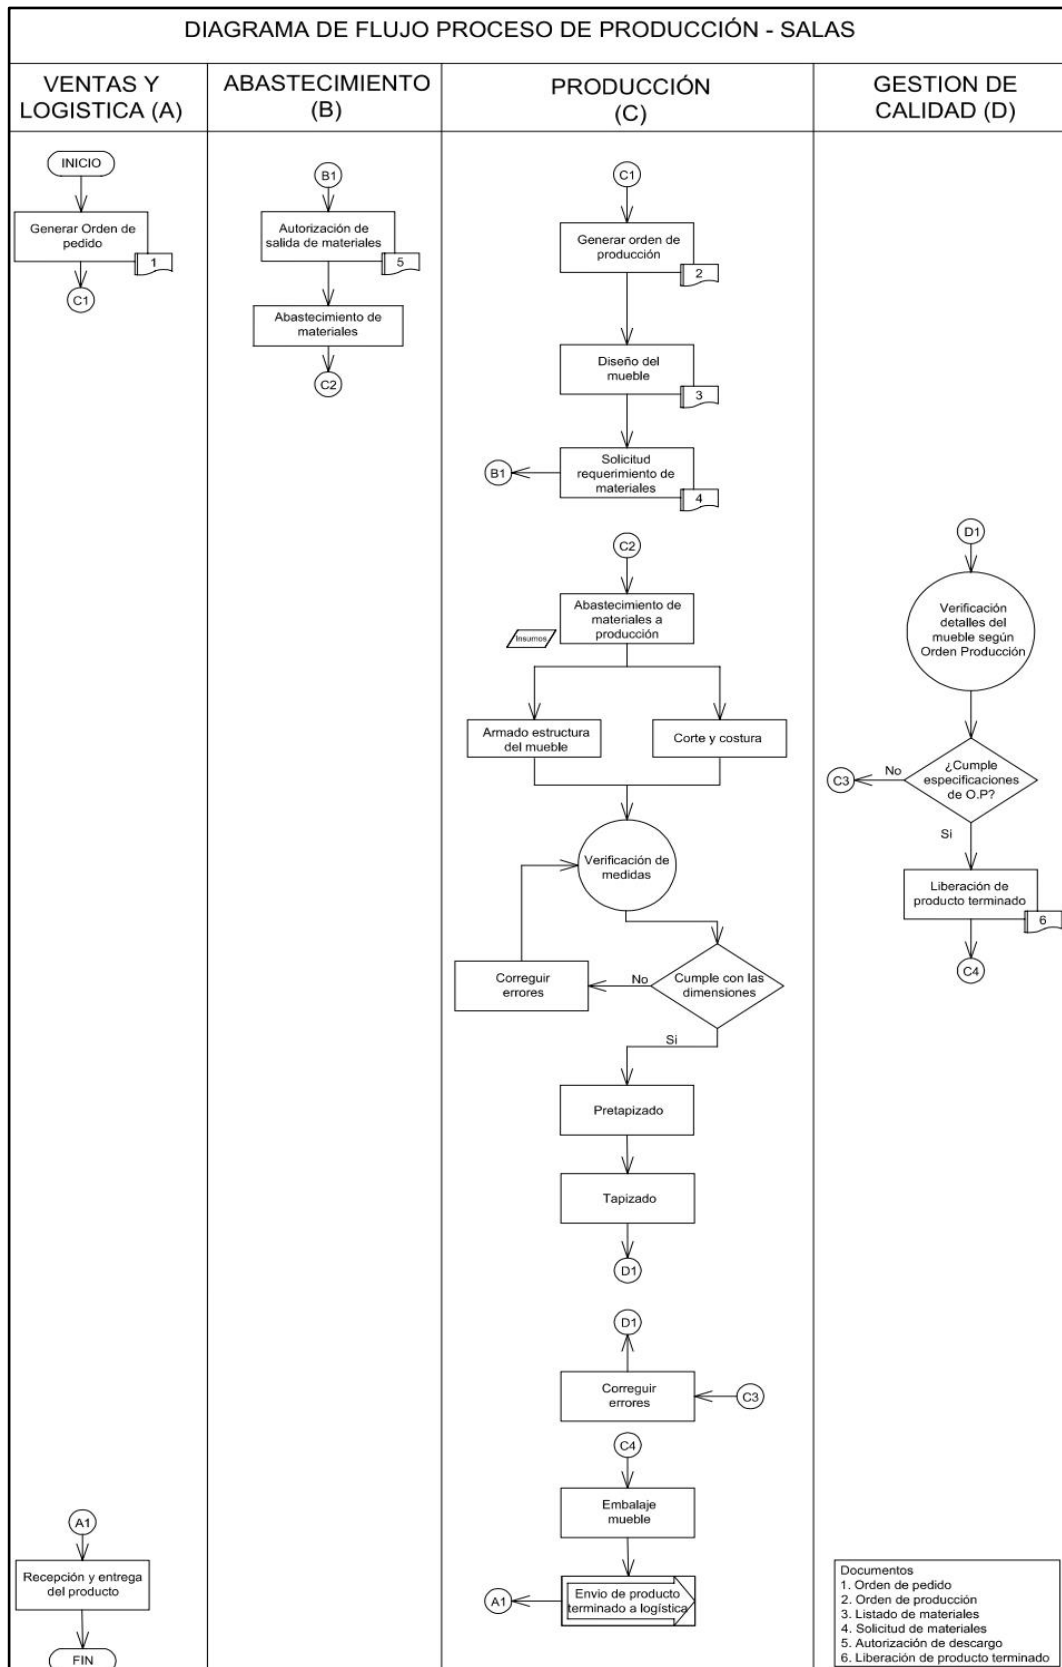 DIAGRAMA DE FLUJO PROCESO DE PRODUCCIÓN - SALAS
VENTAS Y
LOGISTICA (A)
INICIO
Generar Orden de
pedido
1
C1
A1
Recepción y entrega
del producto
FIN
ABASTECIMIENTO
(B)
B1
Autorización de
salida de materiales
5
Abastecimiento de
materiales
C2
PRODUCCIÓN
(C)
C1
Generar orden de
producción
2
Diseño del
mueble
3
Solicitud
requerimiento de
materiales
4
B1
C2
Abastecimiento de
materiales a
producción
Insumos
Armado estructura
del mueble
Corte y costura
Verificación de
medidas
Cumple con las
dimensiones
No
Correguir
errores
Si
Pretapizado
Tapizado
D1
D1
Correguir
errores
C3
C4
Embalaje
mueble
Envio de producto
terminado a logística
A1
GESTION DE
CALIDAD (D)
D1
Verificación
detalles del
mueble según
Orden Producción
¿Cumple
especificaciones
de O.P?
No
C3
Si
Liberación de
producto terminado
6
C4
Documentos
1. Orden de pedido
2. Orden de producción
3. Listado de materiales
4. Solicitud de materiales
5. Autorización de descargo
6. Liberación de producto terminado